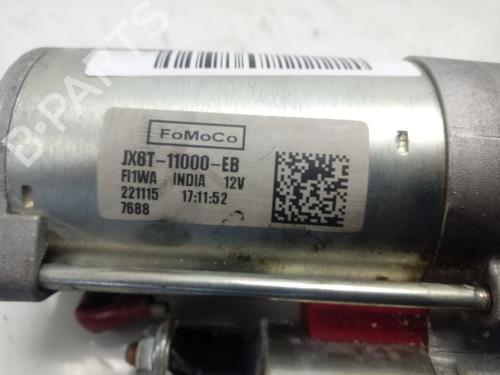 FoMoCo
JX6T-11000-EB
FI1WA INDIA 12V
221115 17:11:52
7688
B-PARTS